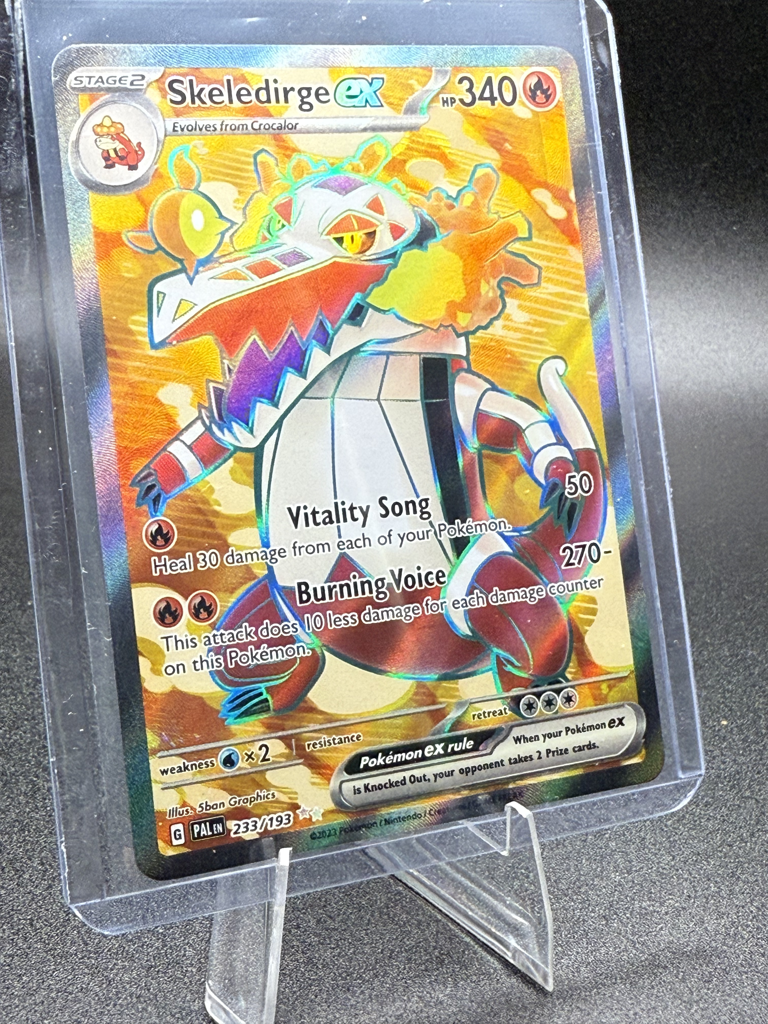 STAGE2 Skeledirge ex HP340
Evolves from Crocalor
Vitality Song 50
Heal 30 damage from each of your Pokémon.
Burning Voice 270-
This attack does 10 less damage for each damage counter
on this Pokémon.
weakness ×2 resistance retreat
Pokémon ex rule When your Pokémon ex
is Knocked Out, your opponent takes 2 Prize cards.
Illus. 5ban Graphics
G PAL EN 233/193 ©2023 Pokémon / Nintendo /